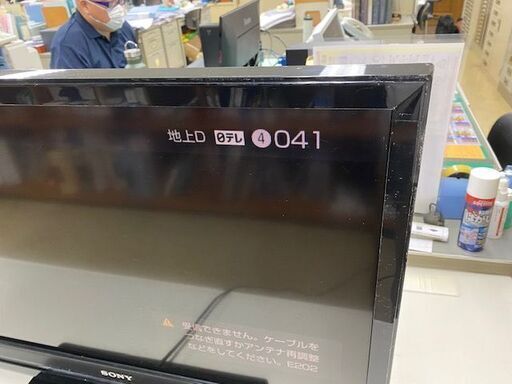 地上D 日テレ 4 041
受信できません。ケーブルを
つなぎ直すかアンテナ再調整
などをしてください。E202
SONY